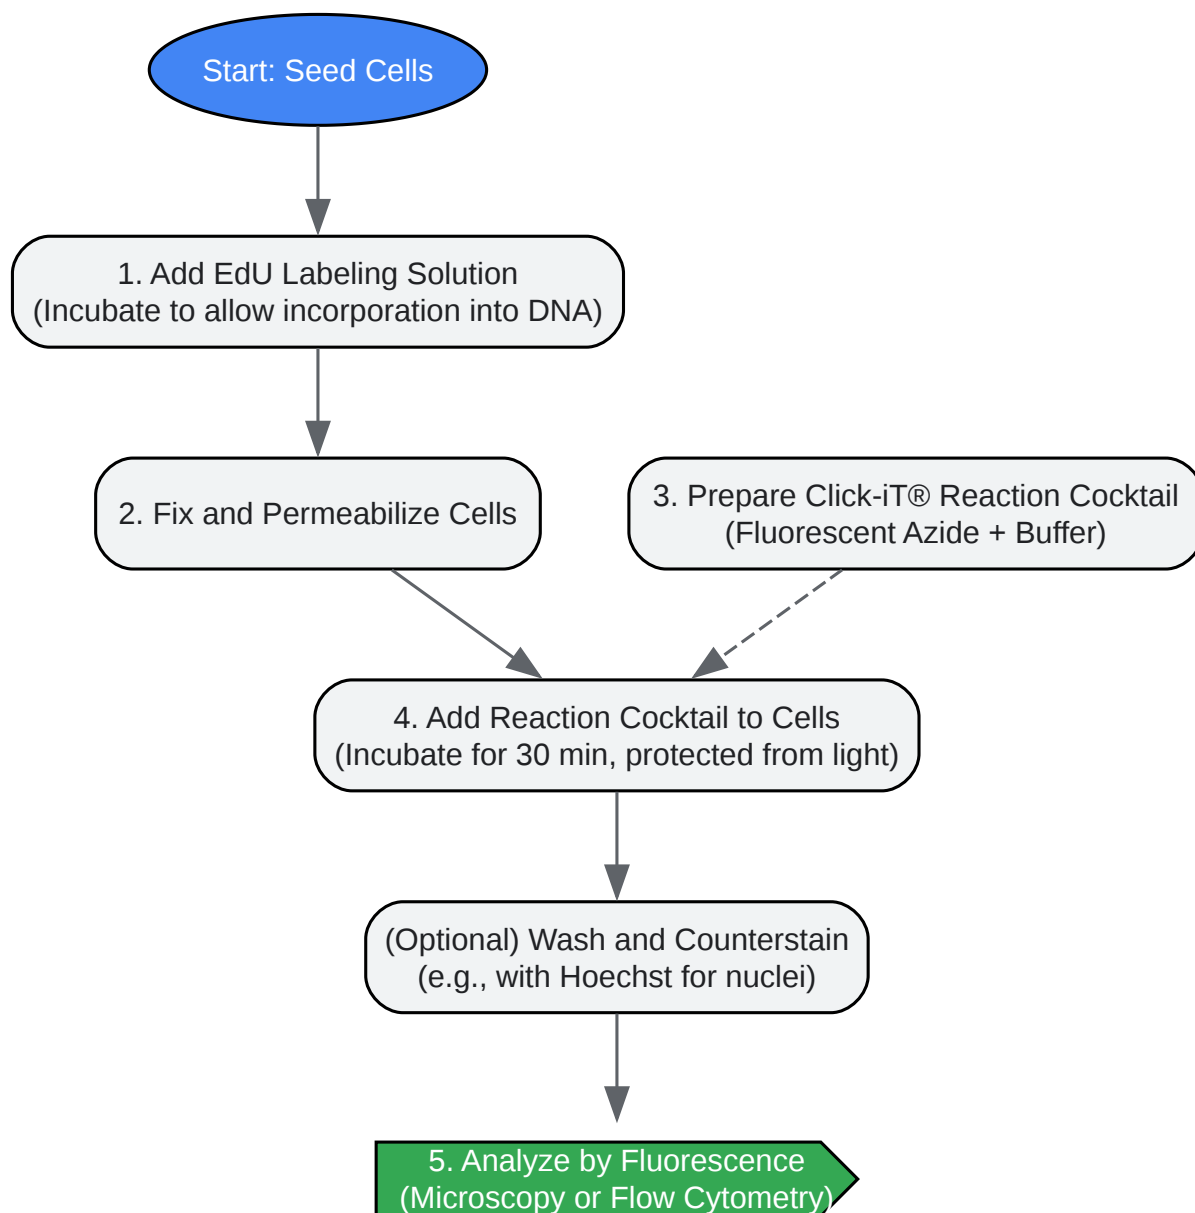 Start: Seed Cells
1. Add EdU Labeling Solution
(Incubate to allow incorporation into DNA)
2. Fix and Permeabilize Cells
3. Prepare Click-iT® Reaction Cocktail
(Fluorescent Azide + Buffer)
4. Add Reaction Cocktail to Cells
(Incubate for 30 min, protected from light)
(Optional) Wash and Counterstain
(e.g., with Hoechst for nuclei)
5. Analyze by Fluorescence
(Microscopy or Flow Cytometry)